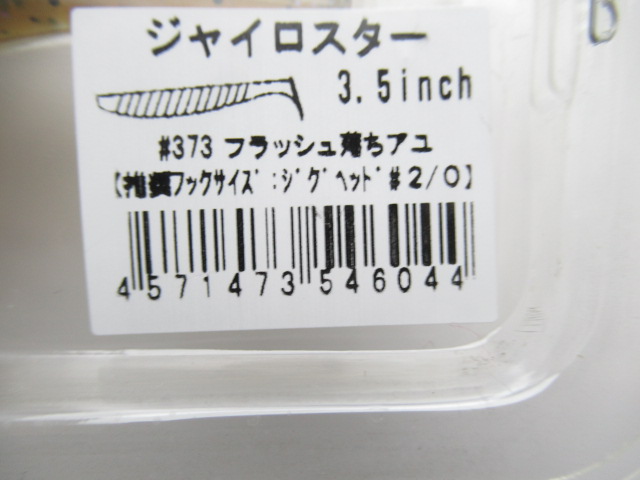 ジャイロスター
3.5inch
#373 フラッシュ落ちアユ
【推奨ﾌｯｸｻｲｽﾞ:ｼﾞｸﾞﾍｯﾄﾞ#2/0】
4571473546044
B